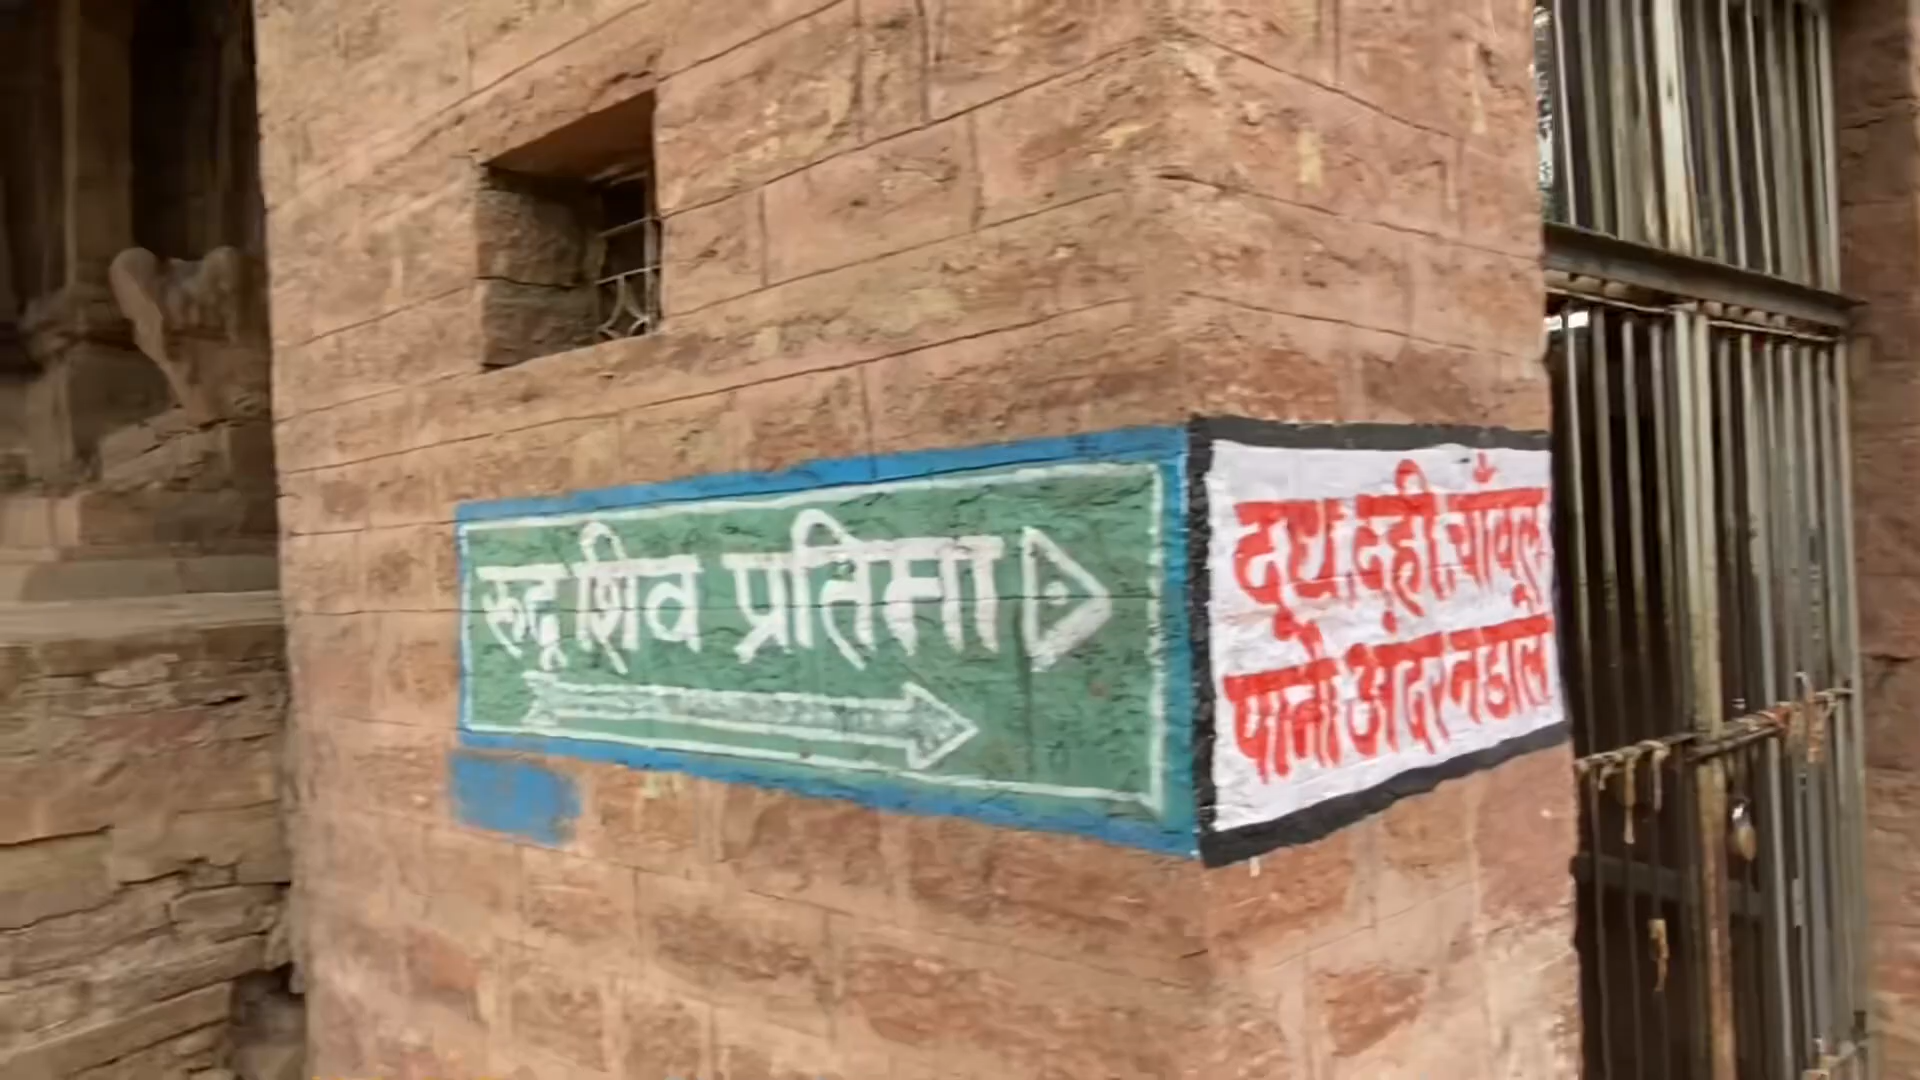 रूद्र शिव प्रतिमा
दूध.दही.चाँवल
पानी अंदर न डाल